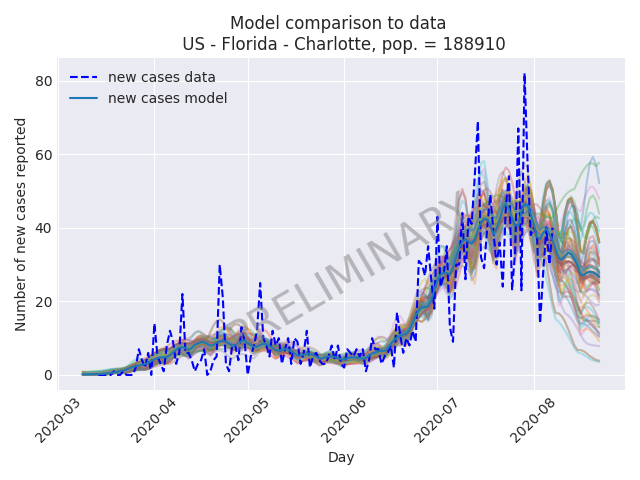 Model comparison to data
US - Florida - Charlotte, pop. = 188910
new cases data
new cases model
PRELIMINARY
Number of new cases reported
80
60
40
20
0
2020-03
2020-04
2020-05
2020-06
2020-07
2020-08
Day